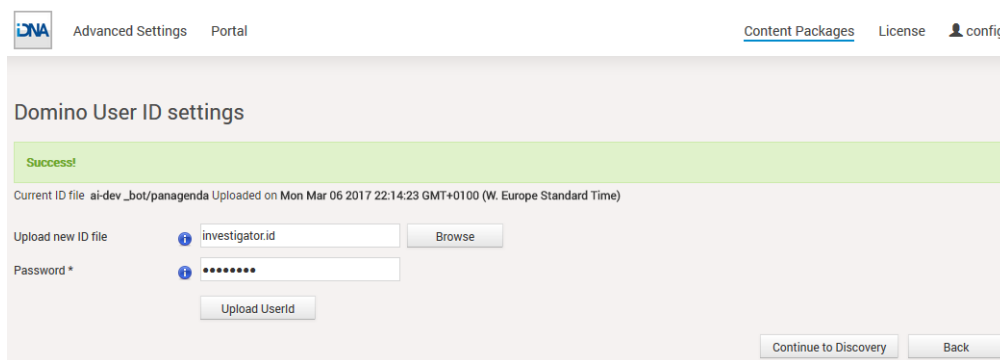 iDNA Advanced Settings Portal Content Packages License config
Domino User ID settings
Success!
Current ID file ai-dev_bot/panagenda Uploaded on Mon Mar 06 2017 22:14:23 GMT+0100 (W. Europe Standard Time)
Upload new ID file investigator.id Browse
Password * ••••••••
Upload UserId
Continue to Discovery Back